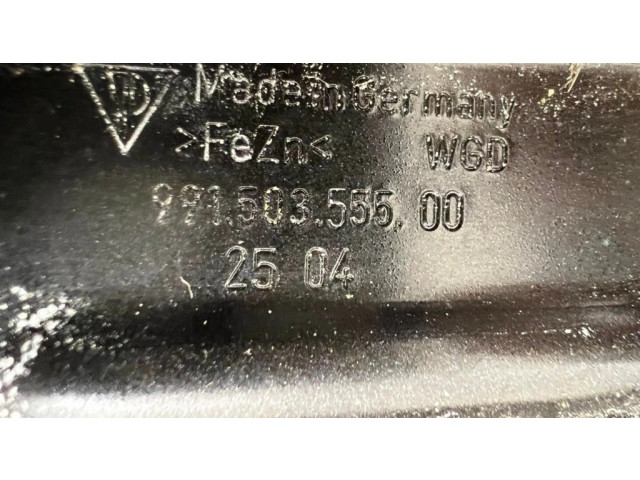 Made in Germany
>FeZn< WGD
991.503.555.00
25 04